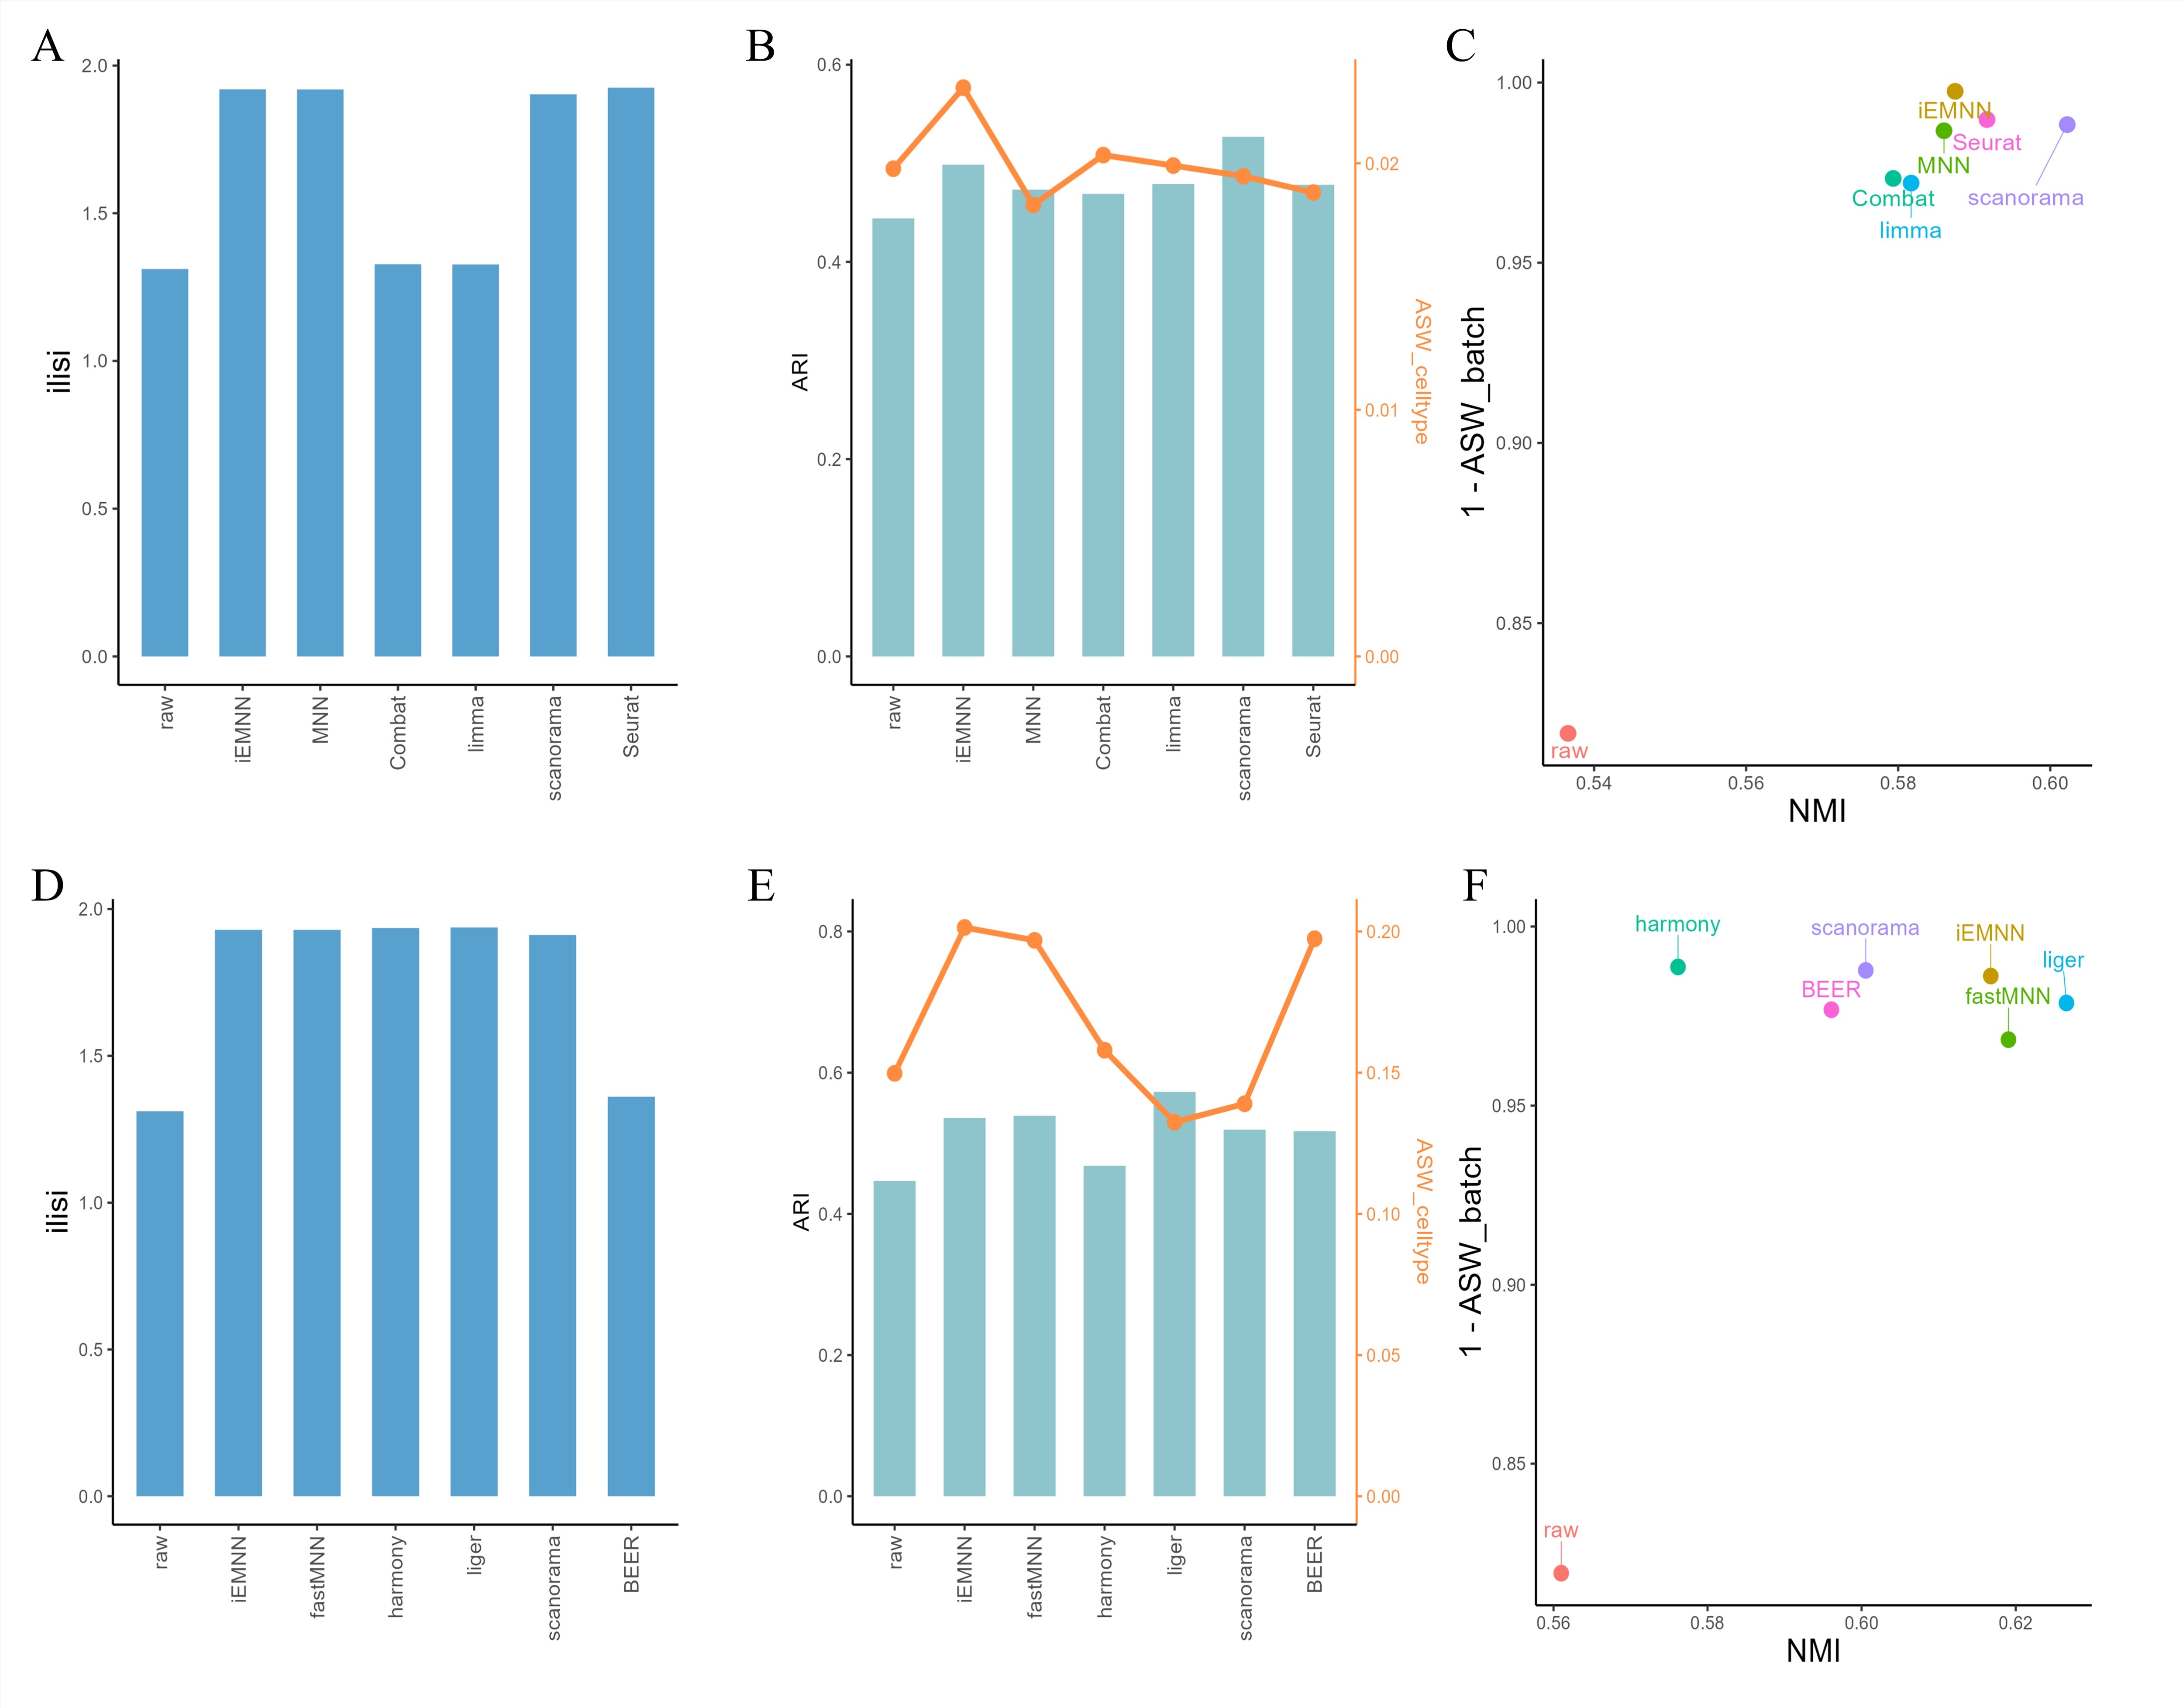 A
2.0
1.5
1.0
0.5
0.0
ilisi
raw
iEMNN
MNN
Combat
limma
scanorama
Seurat
B
0.6
0.4
0.2
0.0
ARI
0.02
0.01
0.00
ASW_celltype
raw
iEMNN
MNN
Combat
limma
scanorama
Seurat
C
1.00
0.95
0.90
0.85
1 - ASW_batch
iEMNN
Seurat
MNN
Combat
scanorama
limma
raw
0.54
0.56
0.58
0.60
NMI
D
2.0
1.5
1.0
0.5
0.0
ilisi
raw
iEMNN
fastMNN
harmony
liger
scanorama
BEER
E
0.8
0.6
0.4
0.2
0.0
ARI
0.20
0.15
0.10
0.05
0.00
ASW_celltype
raw
iEMNN
fastMNN
harmony
liger
scanorama
BEER
F
1.00
0.95
0.90
0.85
1 - ASW_batch
harmony
scanorama
iEMNN
liger
BEER
fastMNN
raw
0.56
0.58
0.60
0.62
NMI